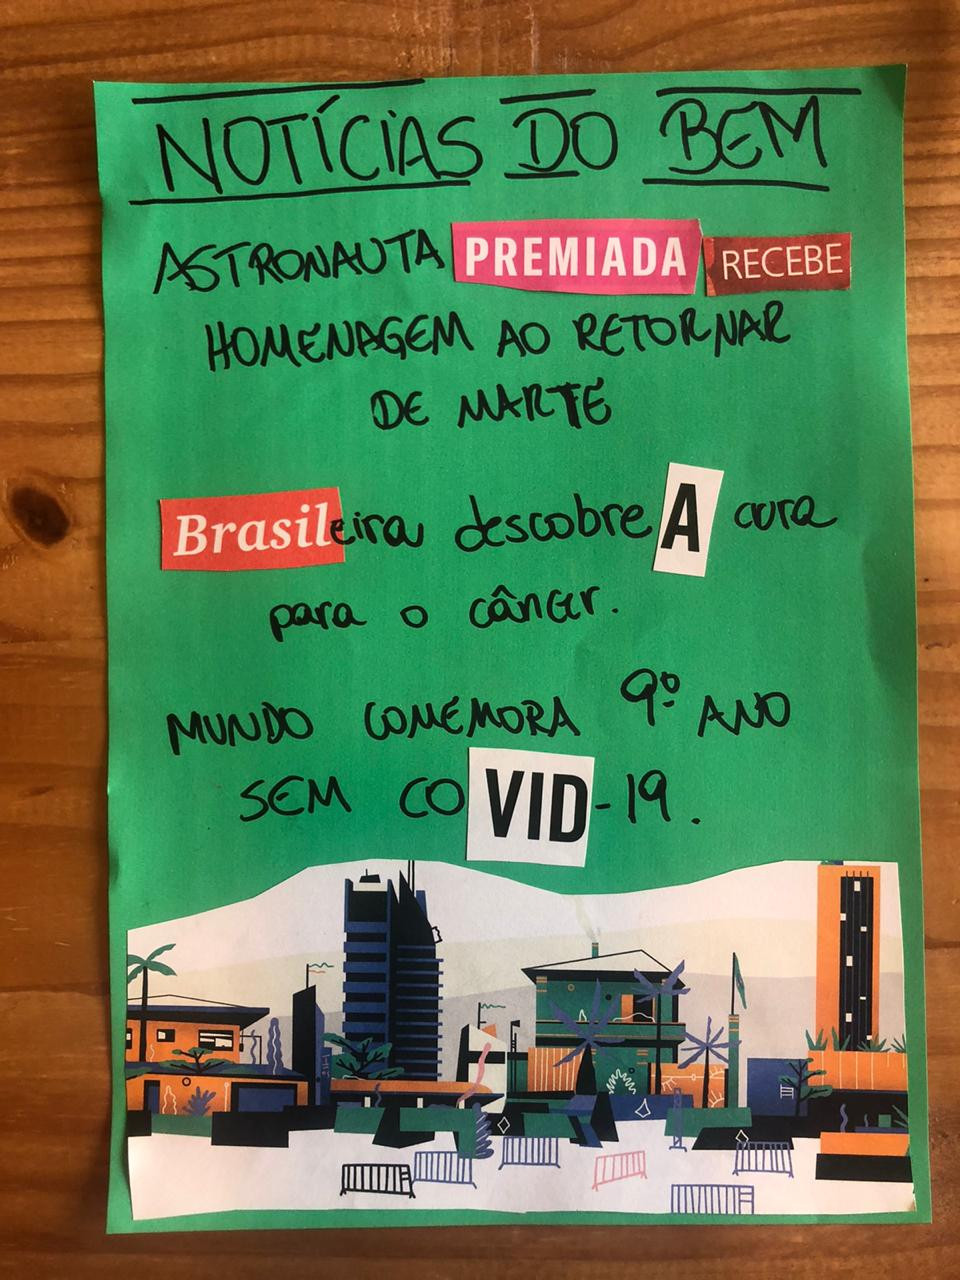 NOTÍCIAS DO BEM
ASTRONAUTA PREMIADA RECEBE
HOMENAGEM AO RETORNAR
DE MARTE
Brasileira descobre A cura
para o câncer.
MUNDO COMEMORA 9º ANO
SEM COVID-19.